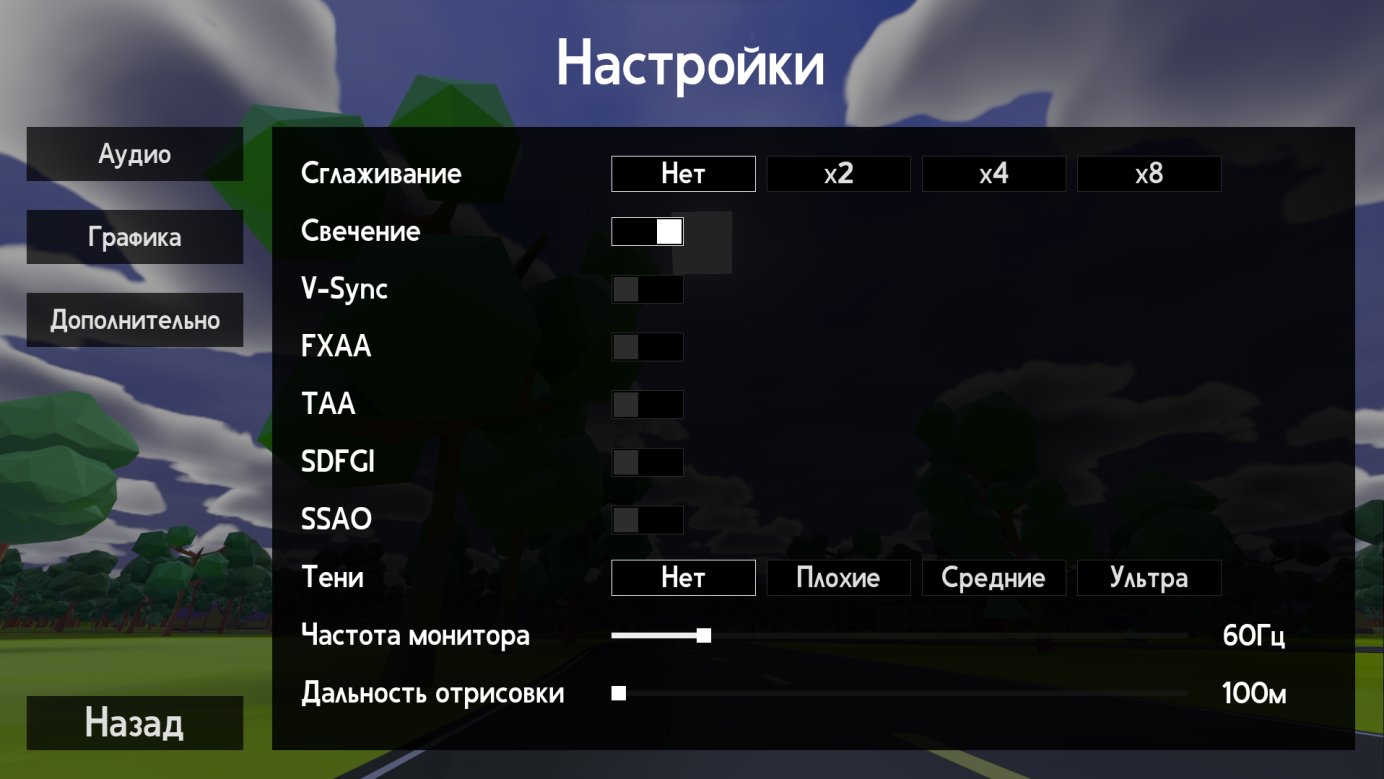 Настройки
Аудио
Графика
Дополнительно
Назад
Сглаживание Нет x2 x4 x8
Свечение
V-Sync
FXAA
TAA
SDFGI
SSAO
Тени Нет Плохие Средние Ультра
Частота монитора 60Гц
Дальность отрисовки 100м